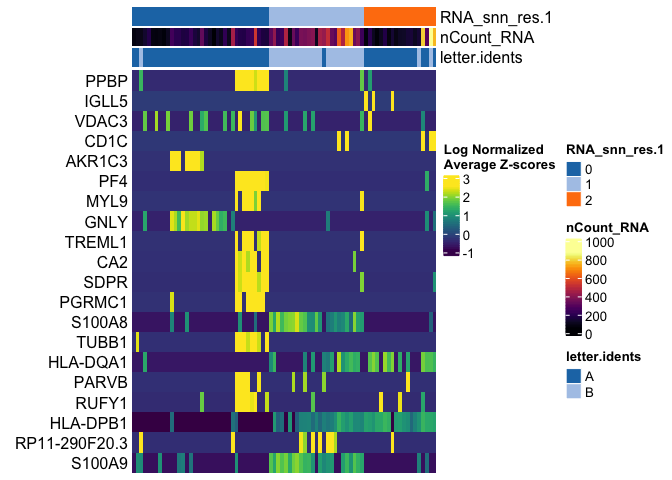 RNA_snn_res.1
nCount_RNA
letter.idents
PPBP
IGLL5
VDAC3
CD1C
AKR1C3
PF4
MYL9
GNLY
TREML1
CA2
SDPR
PGRMC1
S100A8
TUBB1
HLA-DQA1
PARVB
RUFY1
HLA-DPB1
RP11-290F20.3
S100A9
Log Normalized
Average Z-scores
3
2
1
0
-1
RNA_snn_res.1
0
1
2
nCount_RNA
1000
800
600
400
200
0
letter.idents
A
B